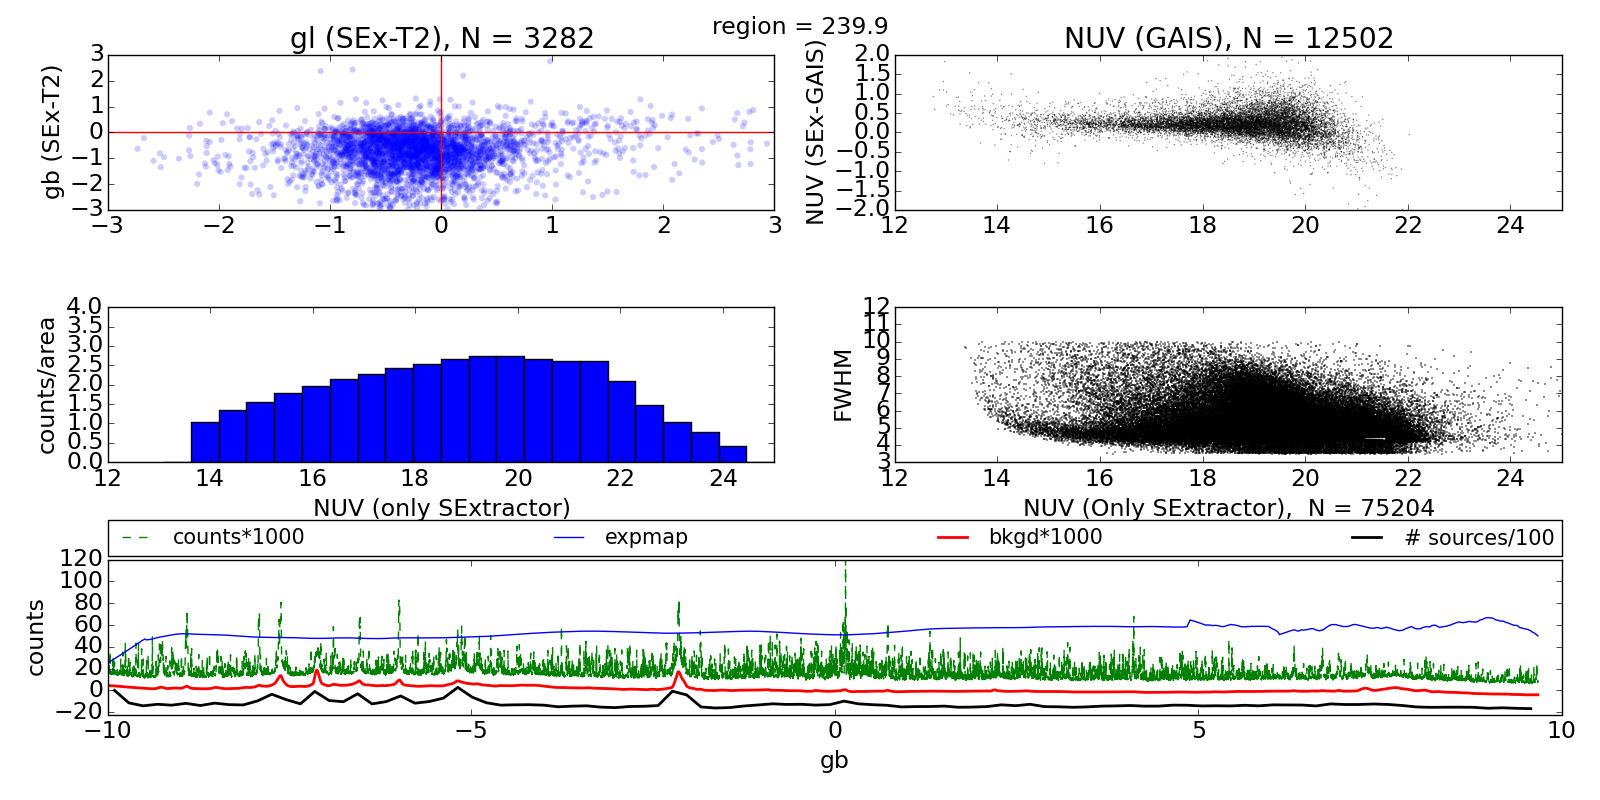 region = 239.9
gl (SEx-T2), N = 3282
NUV (GAIS), N = 12502
gb (SEx-T2)
3
2
1
0
−1
−2
−3
−3 −2 −1 0 1 2 3
NUV (SEx-GAIS)
2.0
1.5
1.0
0.5
0.0
−0.5
−1.0
−1.5
−2.0
12 14 16 18 20 22 24
counts/area
4.0
3.5
3.0
2.5
2.0
1.5
1.0
0.5
0.0
12 14 16 18 20 22 24
NUV (only SExtractor)
FWHM
12
11
10
9
8
7
6
5
4
3
12 14 16 18 20 22 24
NUV (Only SExtractor), N = 75204
counts*1000 expmap bkgd*1000 # sources/100
counts
120
100
80
60
40
20
0
−20
−10 −5 0 5 10
gb